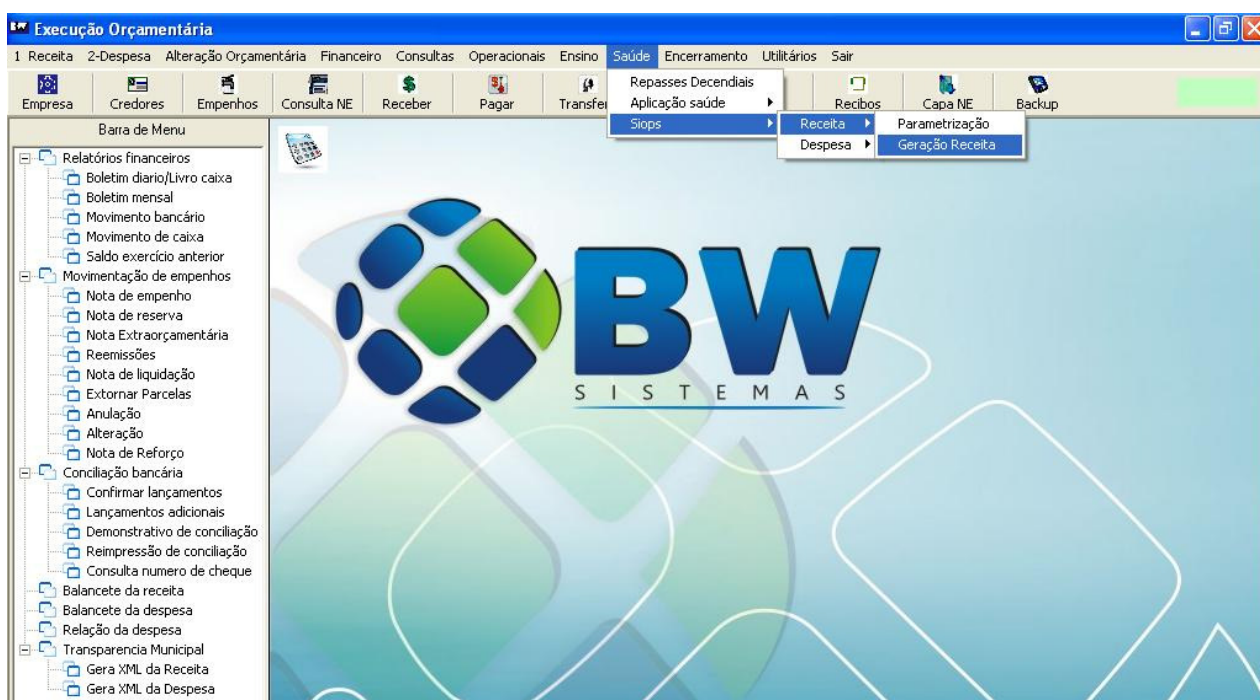 BW Execução Orçamentária
1 Receita 2-Despesa Alteração Orçamentária Financeiro Consultas Operacionais Ensino Saúde Encerramento Utilitários Sair
Empresa Credores Empenhos Consulta NE Receber Pagar Transfe Recibos Capa NE Backup
Repasses Decendiais
Aplicação saúde
Siops
Receita
Despesa
Parametrização
Geração Receita
Barra de Menu
Relatórios financeiros
Boletim diario/Livro caixa
Boletim mensal
Movimento bancário
Movimento de caixa
Saldo exercício anterior
Movimentação de empenhos
Nota de empenho
Nota de reserva
Nota Extraorçamentária
Reemissões
Nota de liquidação
Extornar Parcelas
Anulação
Alteração
Nota de Reforço
Conciliação bancária
Confirmar lançamentos
Lançamentos adicionais
Demonstrativo de conciliação
Reimpressão de conciliação
Consulta numero de cheque
Balancete da receita
Balancete da despesa
Relação da despesa
Transparencia Municipal
Gera XML da Receita
Gera XML da Despesa
BW
SISTEMAS